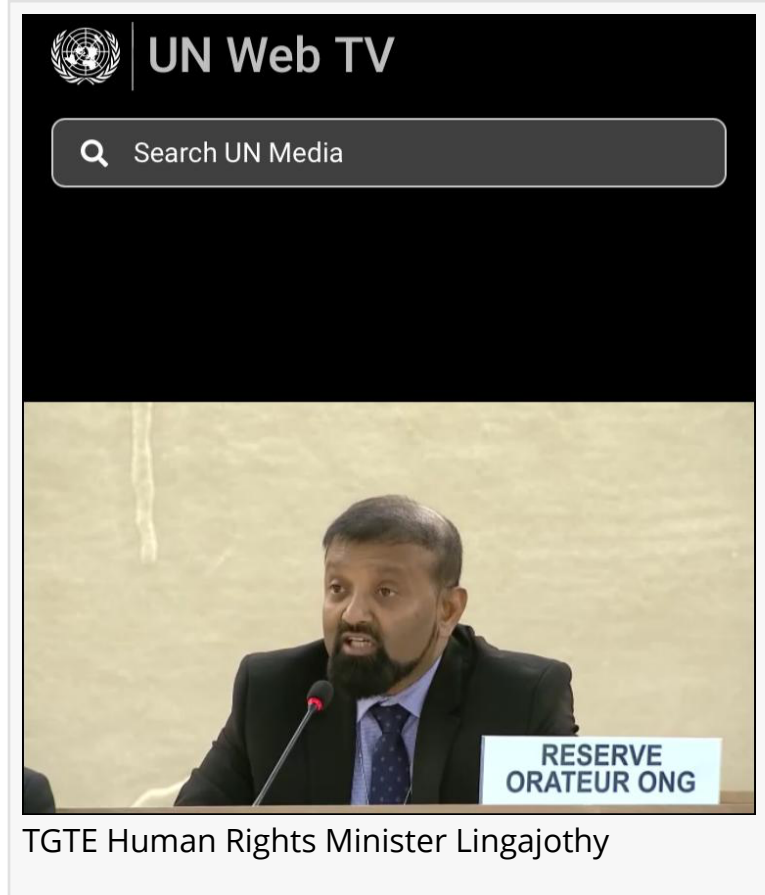 UN Web TV
Search UN Media
RESERVE
ORATEUR ONG
TGTE Human Rights Minister Lingajothy